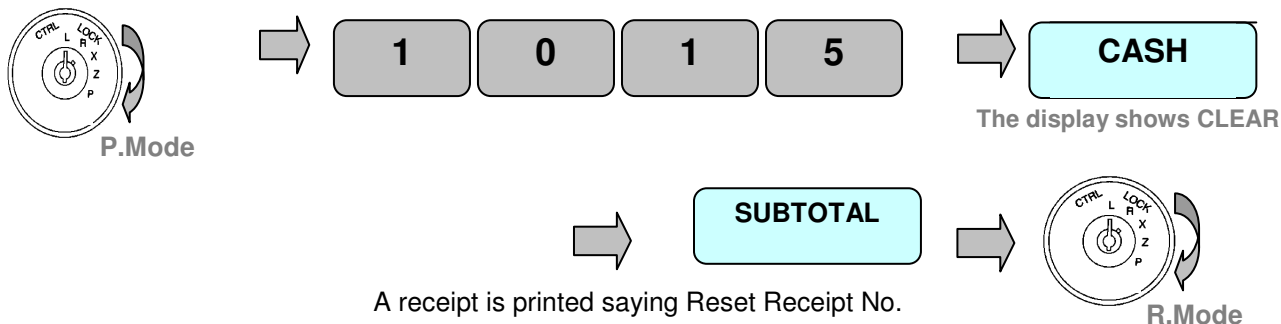 CTRL
LOCK
L
R
X
Z
P
P.Mode
1 0 1 5
CASH
The display shows CLEAR
SUBTOTAL
CTRL
LOCK
L
R
X
Z
P
A receipt is printed saying Reset Receipt No.
R.Mode